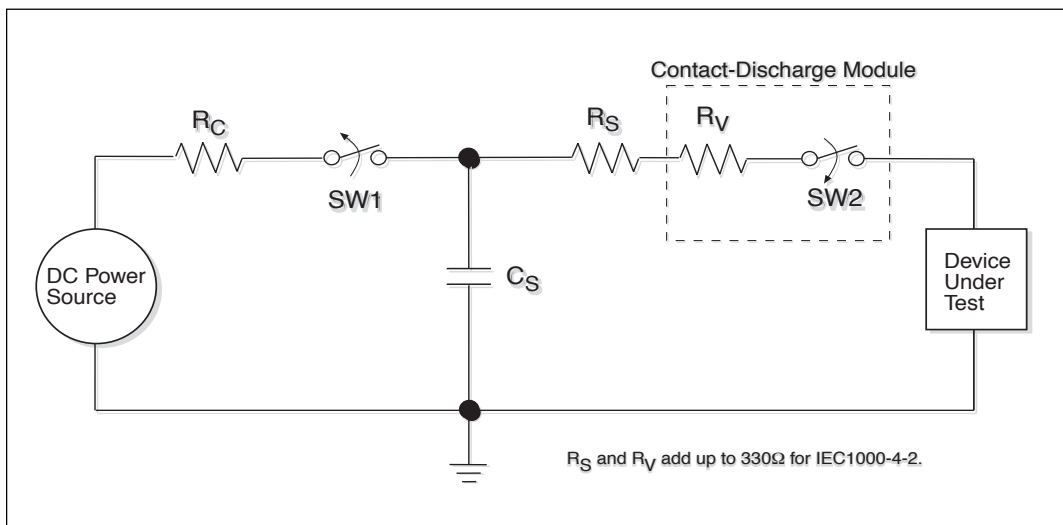 Contact-Discharge Module
R_C
R_S
R_V
SW1
SW2
DC Power
Source
C_S
Device
Under
Test
R_S and R_V add up to 330Ω for IEC1000-4-2.